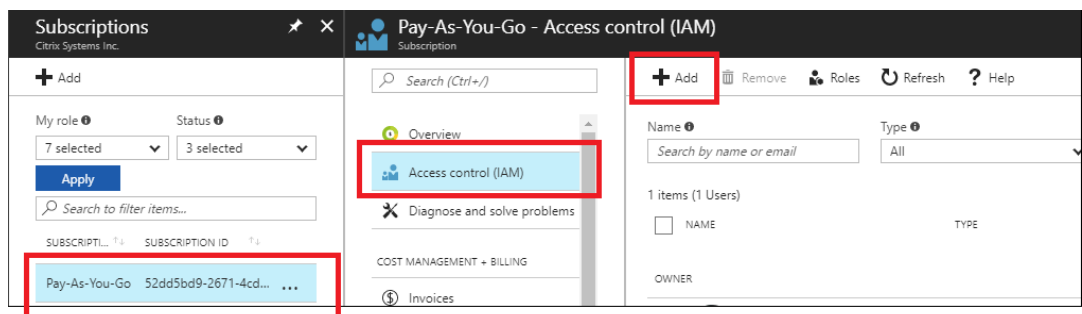 Subscriptions
Citrix Systems Inc.
Add
My role
Status
7 selected
3 selected
Apply
Search to filter items...
SUBSCRIPTI...
SUBSCRIPTION ID
Pay-As-You-Go 52dd5bd9-2671-4cd... ...
Pay-As-You-Go - Access control (IAM)
Subscription
Search (Ctrl+/)
Overview
Access control (IAM)
Diagnose and solve problems
COST MANAGEMENT + BILLING
Invoices
Add
Remove
Roles
Refresh
? Help
Name
Type
Search by name or email
All
1 items (1 Users)
NAME
TYPE
OWNER